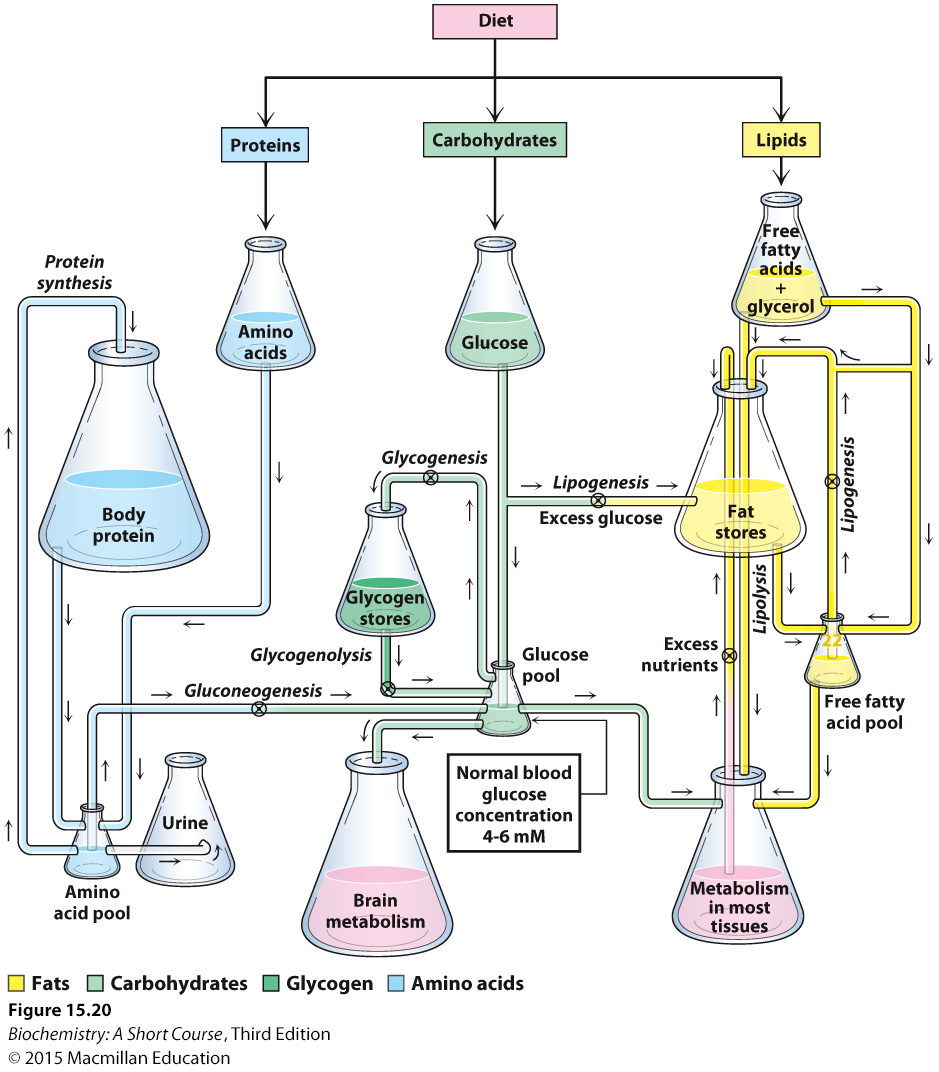 Diet
Proteins
Carbohydrates
Lipids
Free
fatty
acids
+
glycerol
Protein
synthesis
Amino
acids
Glucose
Glycogenesis
Lipogenesis
Excess glucose
Lipogenesis
Body
protein
Fat
stores
Glycogen
stores
Lipolysis
22
Glycogenolysis
Glucose
pool
Excess
nutrients
Gluconeogenesis
Free fatty
acid pool
Normal blood
glucose
concentration
4-6 mM
Urine
Amino
acid pool
Brain
metabolism
Metabolism
in most
tissues
Fats Carbohydrates Glycogen Amino acids
Figure 15.20
Biochemistry: A Short Course, Third Edition
© 2015 Macmillan Education